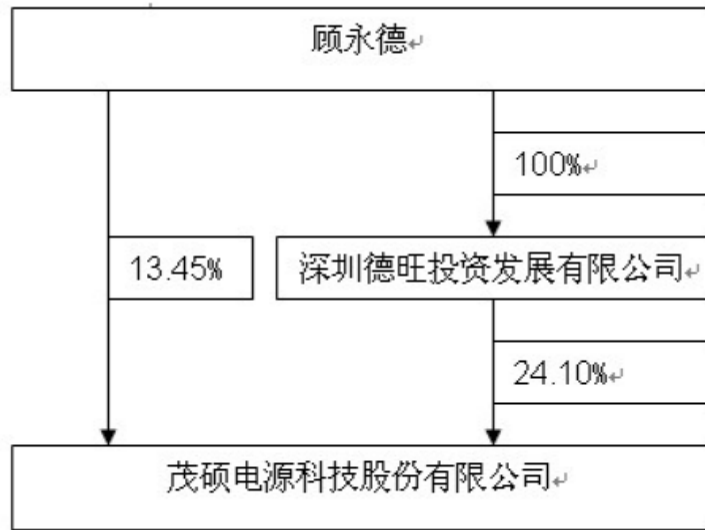 顾永德
100%
13.45%
深圳德旺投资发展有限公司
24.10%
茂硕电源科技股份有限公司